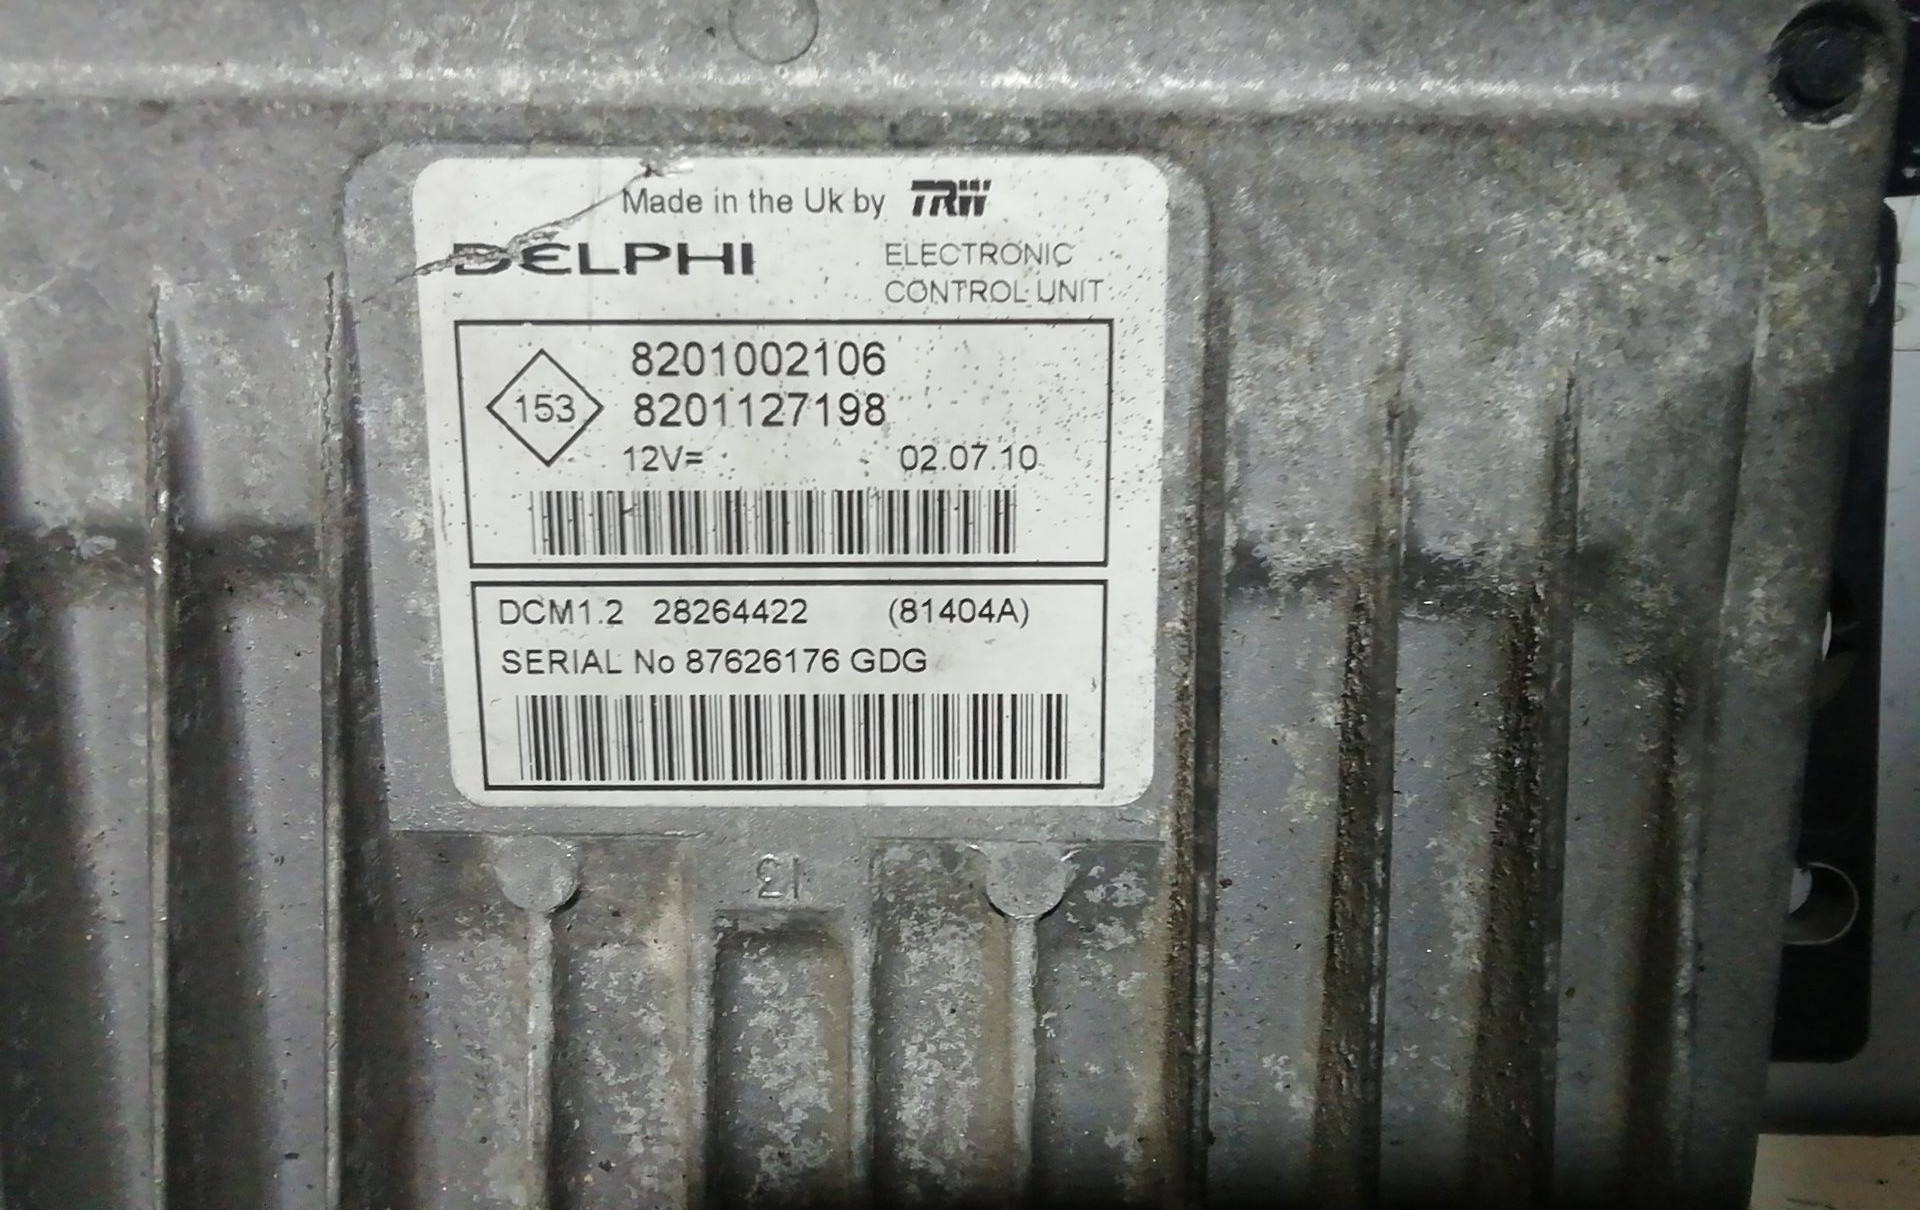 Made in the Uk by TRW
DELPHI
ELECTRONIC
CONTROL UNIT
153
8201002106
8201127198
12V=
02.07.10
DCM1.2 28264422 (81404A)
SERIAL No 87626176 GDG
13